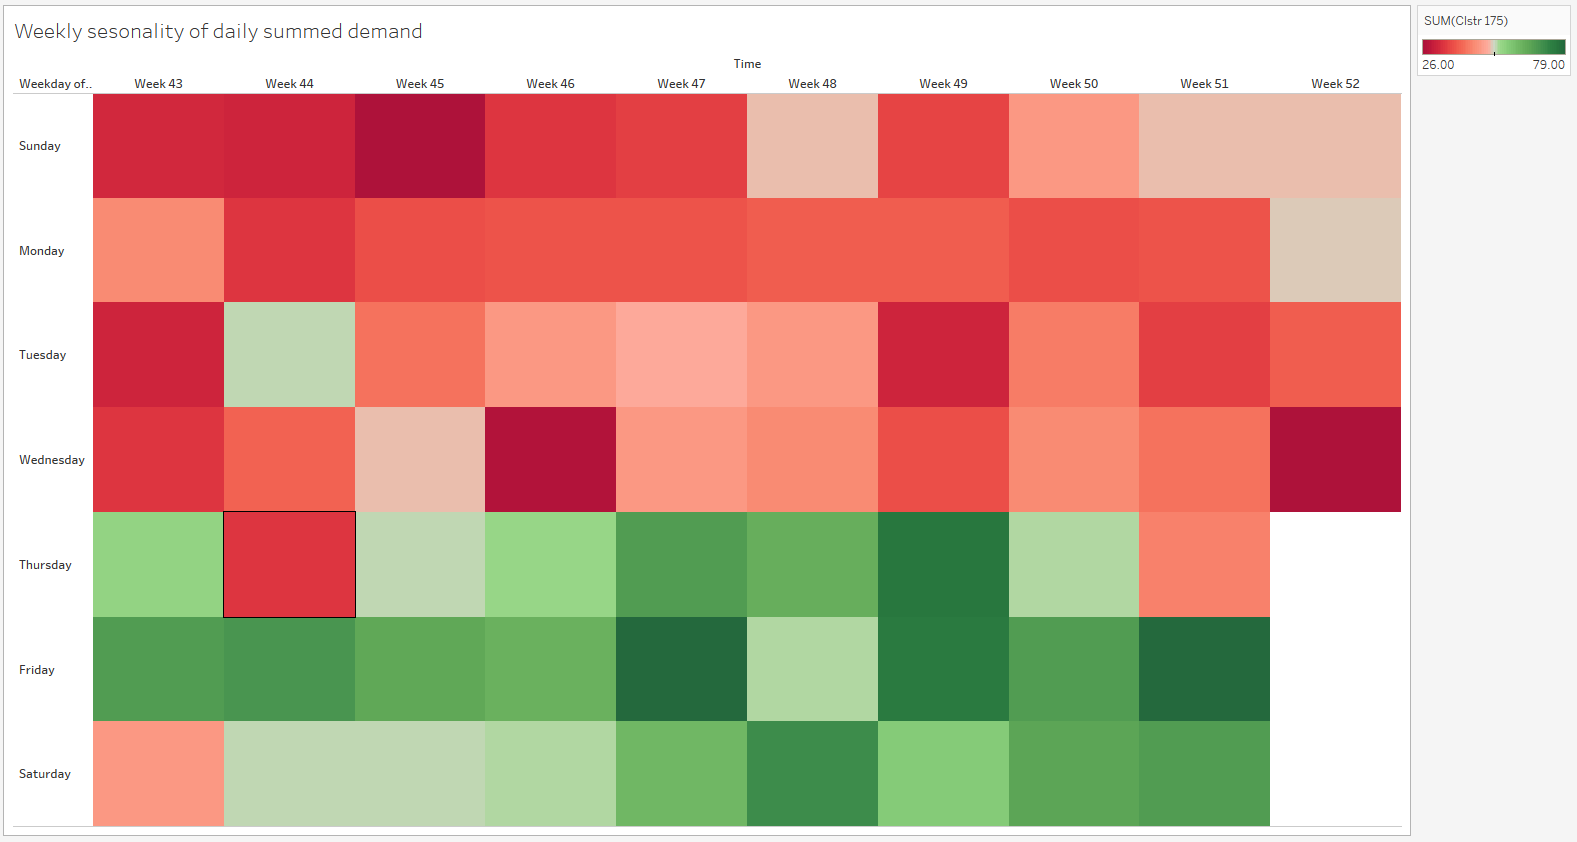 Weekly sesonality of daily summed demand
SUM(Clstr 175)
26.00 79.00
Time
Weekday of.. Week 43 Week 44 Week 45 Week 46 Week 47 Week 48 Week 49 Week 50 Week 51 Week 52
Sunday
Monday
Tuesday
Wednesday
Thursday
Friday
Saturday